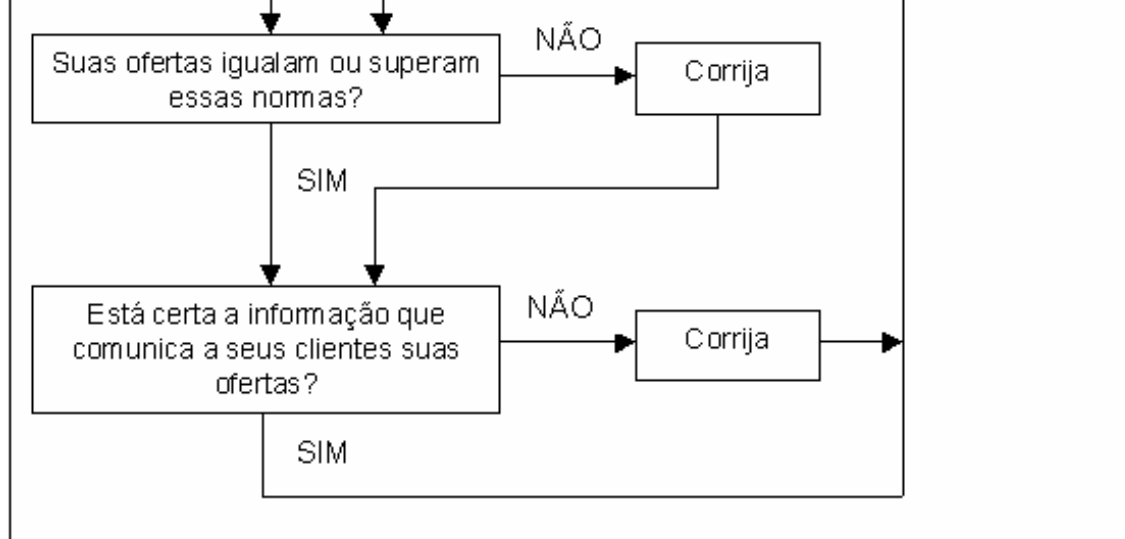 Suas ofertas igualam ou superam
essas normas?
NÃO
Corrija
SIM
Está certa a informação que
comunica a seus clientes suas
ofertas?
NÃO
Corrija
SIM